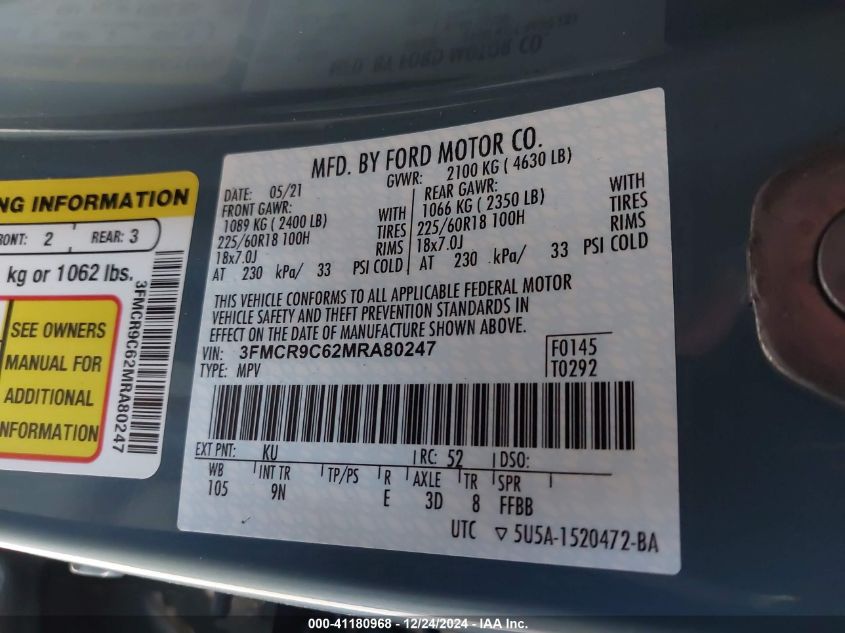 MFD. BY FORD MOTOR CO.
NG INFORMATION
FRONT: 2 REAR: 3
kg or 1062 lbs.
SEE OWNERS
MANUAL FOR
ADDITIONAL
INFORMATION
3FMCR9C62MRA80247
MFD. BY FORD MOTOR CO.
DATE: 05/21 GVWR: 2100 KG ( 4630 LB)
FRONT GAWR: REAR GAWR:
1089 KG ( 2400 LB) WITH 1066 KG ( 2350 LB) WITH
225/60R18 100H TIRES 225/60R18 100H TIRES
18x7.0J RIMS 18x7.0J RIMS
AT 230 kPa/ 33 PSI COLD AT 230 kPa/ 33 PSI COLD
THIS VEHICLE CONFORMS TO ALL APPLICABLE FEDERAL MOTOR
VEHICLE SAFETY AND THEFT PREVENTION STANDARDS IN
EFFECT ON THE DATE OF MANUFACTURE SHOWN ABOVE.
VIN: 3FMCR9C62MRA80247 F0145
TYPE: MPV T0292
EXT PNT: KU RC: 52 DSO:
WB INT TR TP/PS R AXLE TR SPR
105 9N E 3D 8 FFBB
UTC ▽ 5U5A-1520472-BA
000-41180968 - 12/24/2024 - IAA Inc.